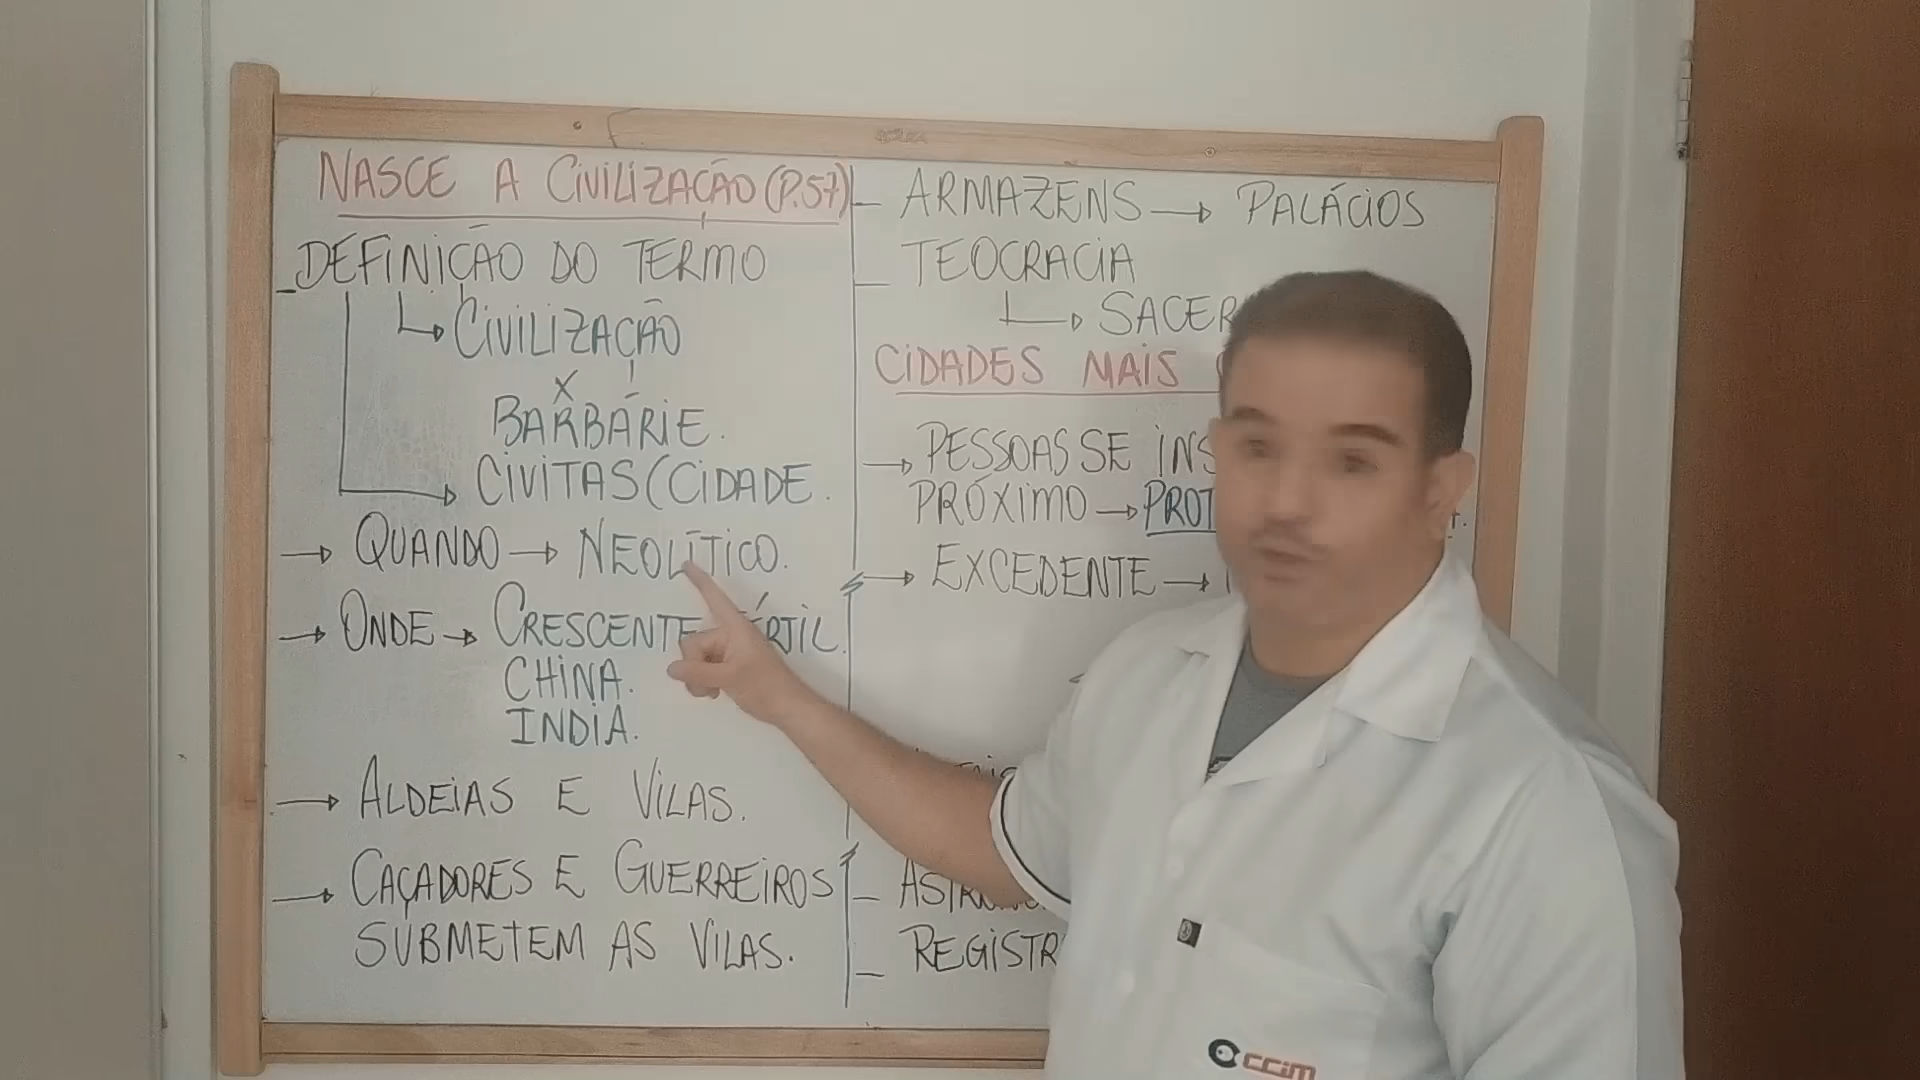 NASCE A CIVILIZAÇÃO (P.57)
DEFINIÇÃO DO TERMO
CIVILIZAÇÃO
X
BARBÁRIE.
CIVITAS (CIDADE.
QUANDO → NEOLÍTICO.
ONDE → CRESCENTE FÉRTIL.
CHINA.
INDIA.
→ ALDEIAS E VILAS.
→ CAÇADORES E GUERREIROS
SUBMETEM AS VILAS.
ARMAZENS → PALÁCIOS
TEOCRACIA
SACER
CIDADES MAIS
→ PESSOAS SE INS
PRÓXIMO → PROT
→ EXCEDENTE →
REGISTR
CCIM